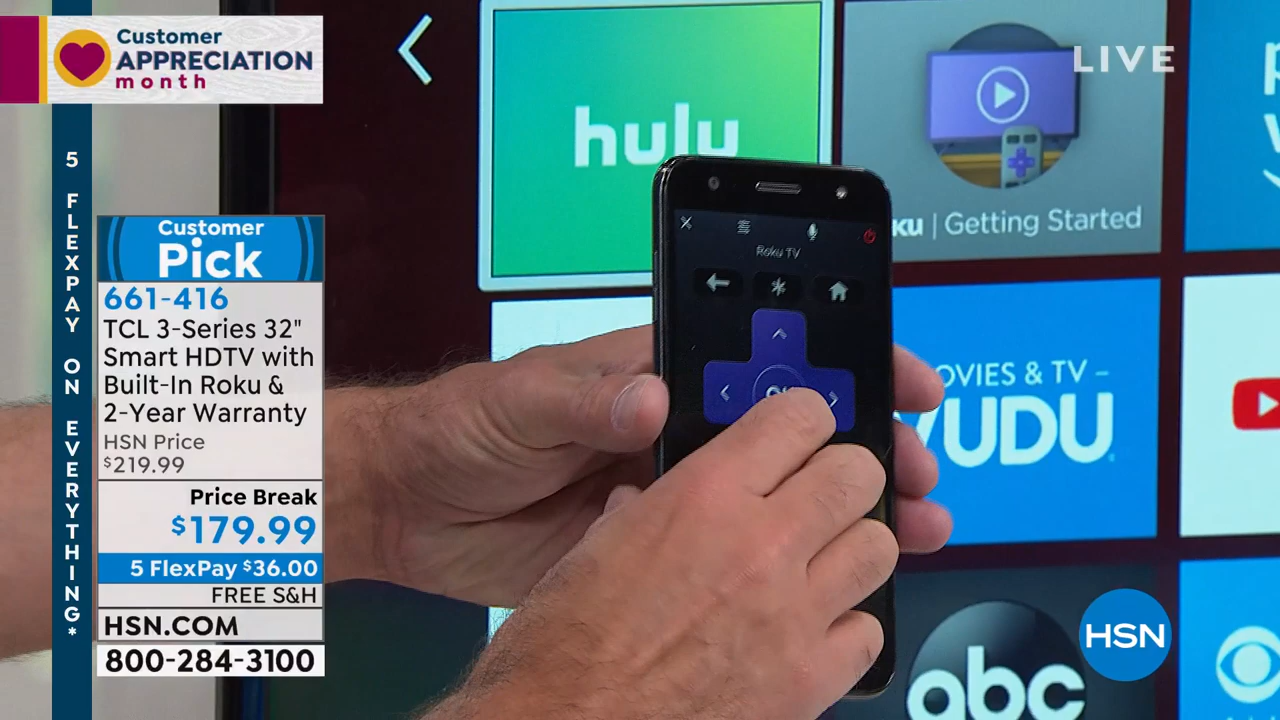 Customer
APPRECIATION
month
LIVE
5 FLEXPAY ON EVERYTHING*
Customer
Pick
661-416
TCL 3-Series 32"
Smart HDTV with
Built-In Roku &
2-Year Warranty
HSN Price
$219.99
Price Break
$179.99
5 FlexPay $36.00
FREE S&H
HSN.COM
800-284-3100
hulu
ku | Getting Started
Roku TV
OVIES & TV –
VUDU
abc
HSN